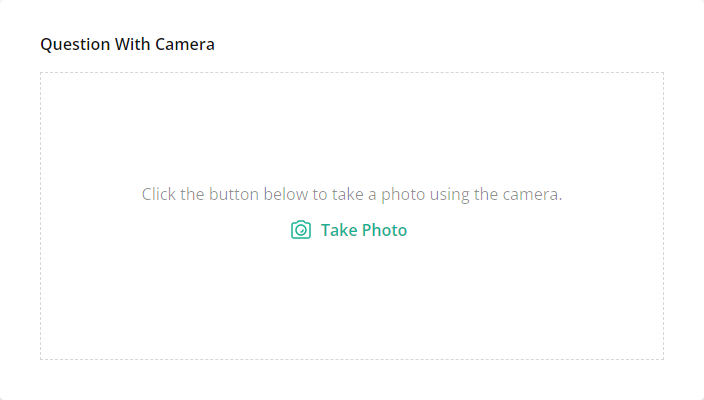 Question With Camera
Click the button below to take a photo using the camera.
Take Photo